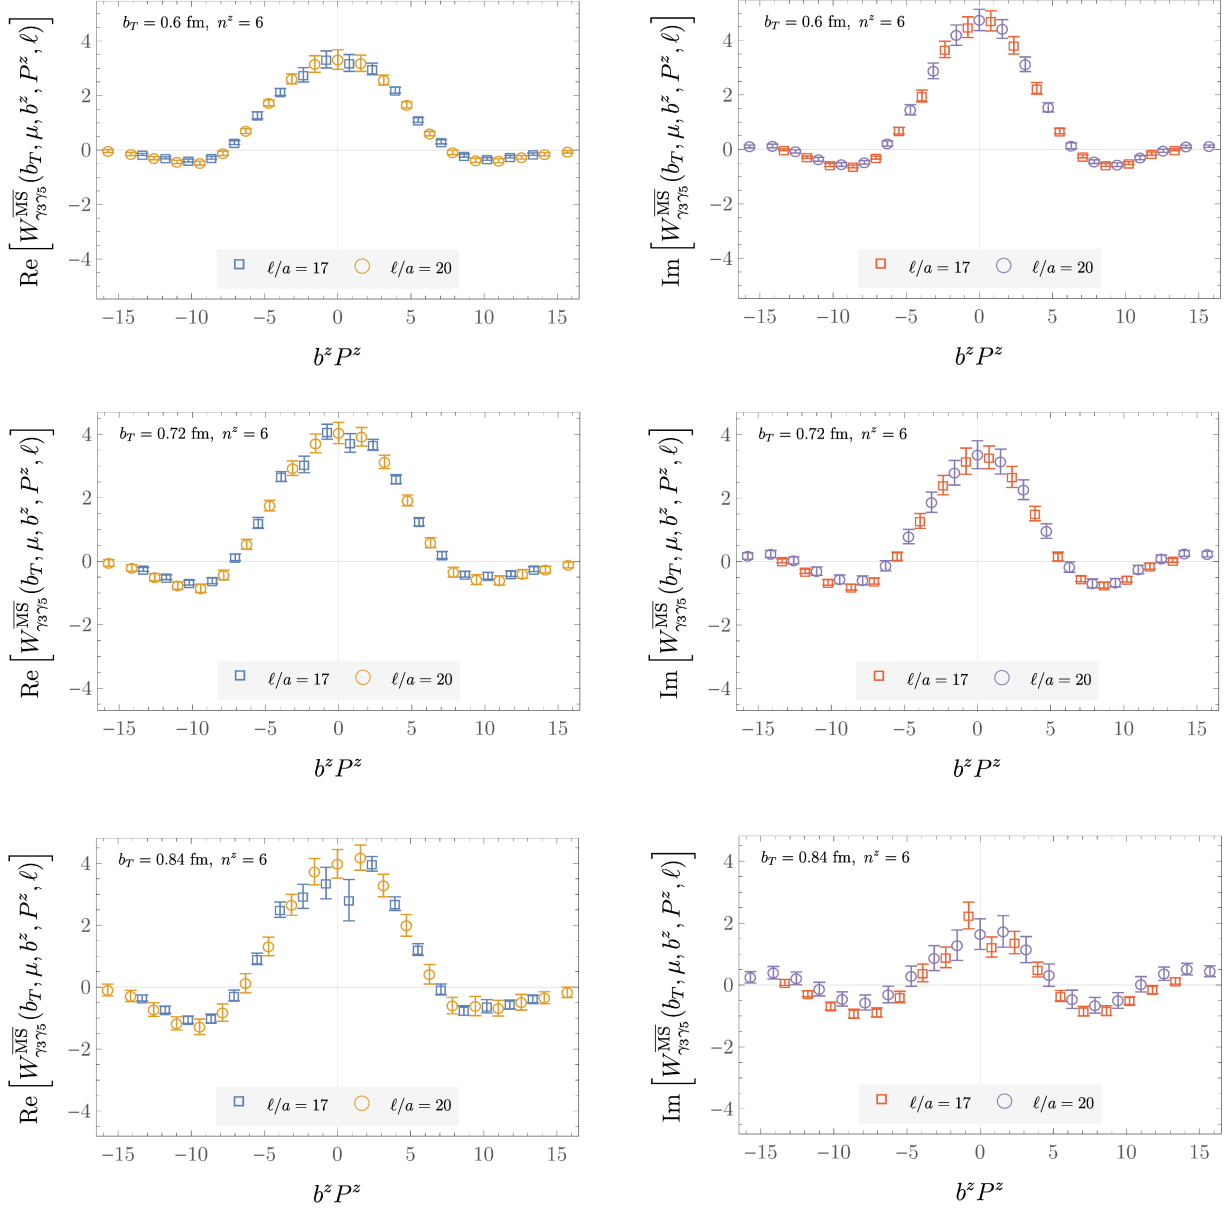 b_T = 0.6 fm, n^z = 6
Re [W^{\overline{MS}}_{γ_3γ_5}(b_T, μ, b^z, P^z, ℓ)]
4
2
0
−2
−4
ℓ/a = 17 ℓ/a = 20
−15 −10 −5 0 5 10 15
b^z P^z
b_T = 0.6 fm, n^z = 6
Im [W^{\overline{MS}}_{γ_3γ_5}(b_T, μ, b^z, P^z, ℓ)]
4
2
0
−2
−4
ℓ/a = 17 ℓ/a = 20
−15 −10 −5 0 5 10 15
b^z P^z
b_T = 0.72 fm, n^z = 6
Re [W^{\overline{MS}}_{γ_3γ_5}(b_T, μ, b^z, P^z, ℓ)]
4
2
0
−2
−4
ℓ/a = 17 ℓ/a = 20
−15 −10 −5 0 5 10 15
b^z P^z
b_T = 0.72 fm, n^z = 6
Im [W^{\overline{MS}}_{γ_3γ_5}(b_T, μ, b^z, P^z, ℓ)]
4
2
0
−2
−4
ℓ/a = 17 ℓ/a = 20
−15 −10 −5 0 5 10 15
b^z P^z
b_T = 0.84 fm, n^z = 6
Re [W^{\overline{MS}}_{γ_3γ_5}(b_T, μ, b^z, P^z, ℓ)]
4
2
0
−2
−4
ℓ/a = 17 ℓ/a = 20
−15 −10 −5 0 5 10 15
b^z P^z
b_T = 0.84 fm, n^z = 6
Im [W^{\overline{MS}}_{γ_3γ_5}(b_T, μ, b^z, P^z, ℓ)]
4
2
0
−2
−4
ℓ/a = 17 ℓ/a = 20
−15 −10 −5 0 5 10 15
b^z P^z